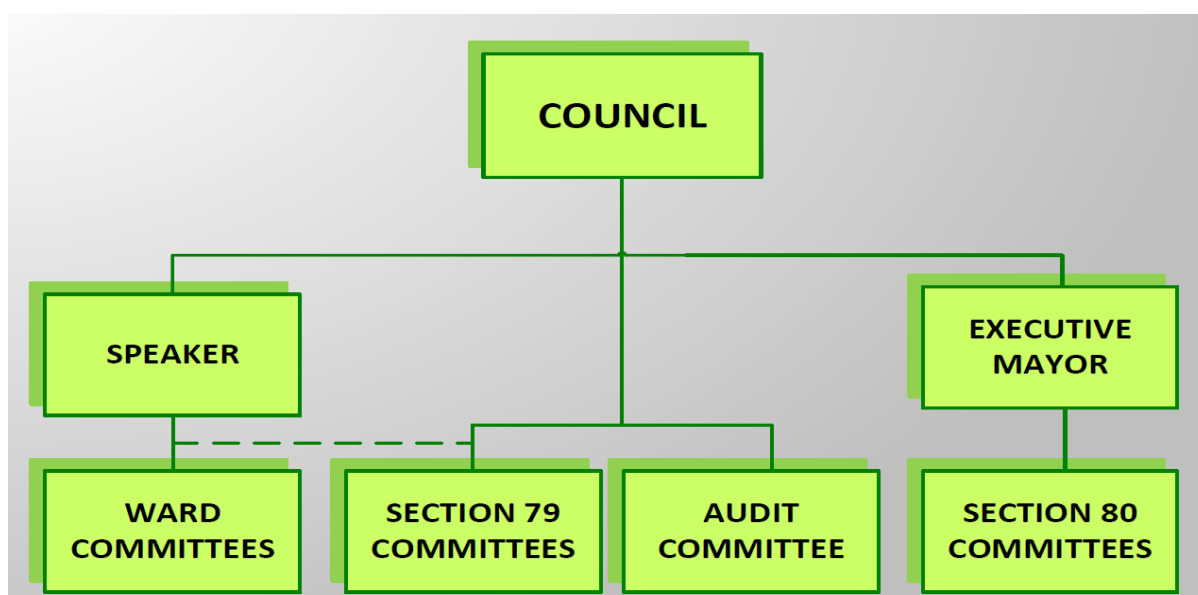 COUNCIL
SPEAKER
EXECUTIVE
MAYOR
WARD
COMMITTEES
SECTION 79
COMMITTEES
AUDIT
COMMITTEE
SECTION 80
COMMITTEES